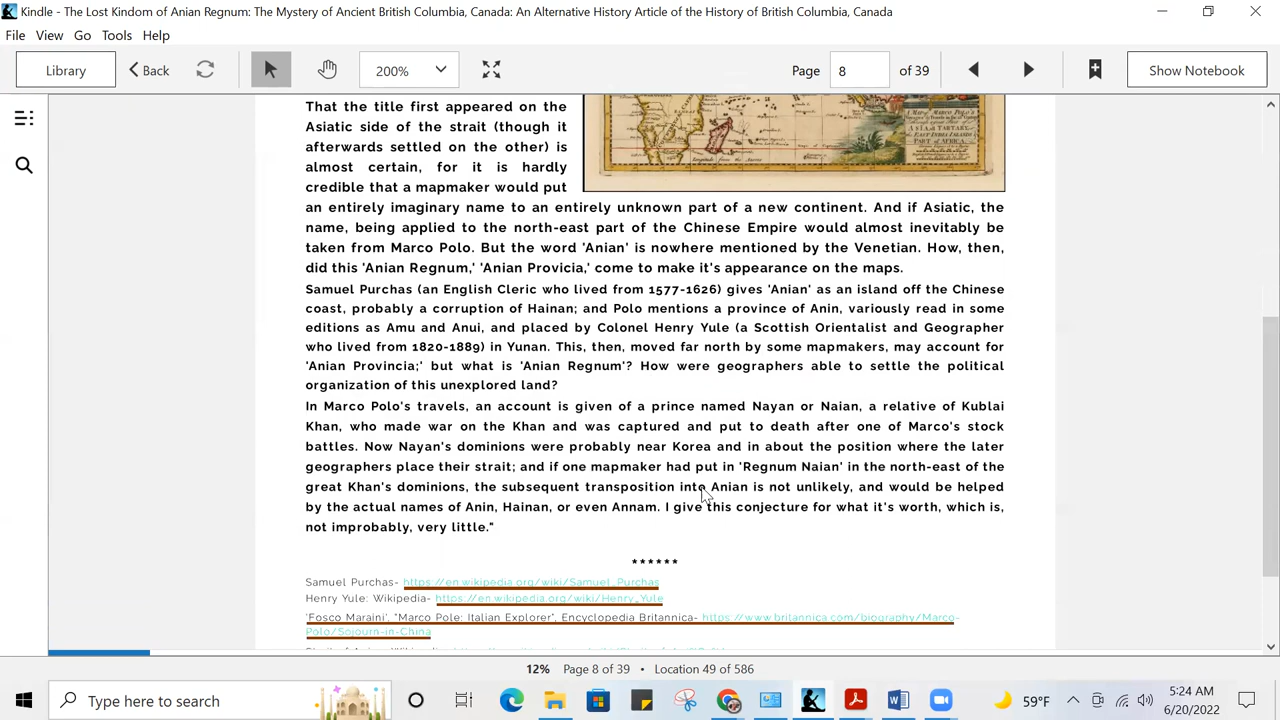 Kindle - The Lost Kindom of Anian Regnum: The Mystery of Ancient British Columbia, Canada: An Alternative History Article of the History of British Columbia, Canada
File View Go Tools Help
Library Back 200% Page 8 of 39 Show Notebook
That the title first appeared on the
Asiatic side of the strait (though it
afterwards settled on the other) is
almost certain, for it is hardly
credible that a mapmaker would put
an entirely imaginary name to an entirely unknown part of a new continent. And if Asiatic, the
name, being applied to the north-east part of the Chinese Empire would almost inevitably be
taken from Marco Polo. But the word 'Anian' is nowhere mentioned by the Venetian. How, then,
did this 'Anian Regnum,' 'Anian Provicia,' come to make it's appearance on the maps.
Samuel Purchas (an English Cleric who lived from 1577-1626) gives 'Anian' as an island off the Chinese
coast, probably a corruption of Hainan; and Polo mentions a province of Anin, variously read in some
editions as Amu and Anui, and placed by Colonel Henry Yule (a Scottish Orientalist and Geographer
who lived from 1820-1889) in Yunan. This, then, moved far north by some mapmakers, may account for
'Anian Provincia;' but what is 'Anian Regnum'? How were geographers able to settle the political
organization of this unexplored land?
In Marco Polo's travels, an account is given of a prince named Nayan or Naian, a relative of Kublai
Khan, who made war on the Khan and was captured and put to death after one of Marco's stock
battles. Now Nayan's dominions were probably near Korea and in about the position where the later
geographers place their strait; and if one mapmaker had put in 'Regnum Naian' in the north-east of the
great Khan's dominions, the subsequent transposition into Anian is not unlikely, and would be helped
by the actual names of Anin, Hainan, or even Annam. I give this conjecture for what it's worth, which is,
not improbably, very little."
******
Samuel Purchas- https://en.wikipedia.org/wiki/Samuel_Purchas
Henry Yule: Wikipedia- https://en.wikipedia.org/wiki/Henry_Yule
'Fosco Maraini', "Marco Pole: Italian Explorer", Encyclopedia Britannica- https://www.britannica.com/biography/Marco-
Polo/Sojourn-in-China
12% Page 8 of 39 • Location 49 of 586
Type here to search
59°F
5:24 AM
6/20/2022